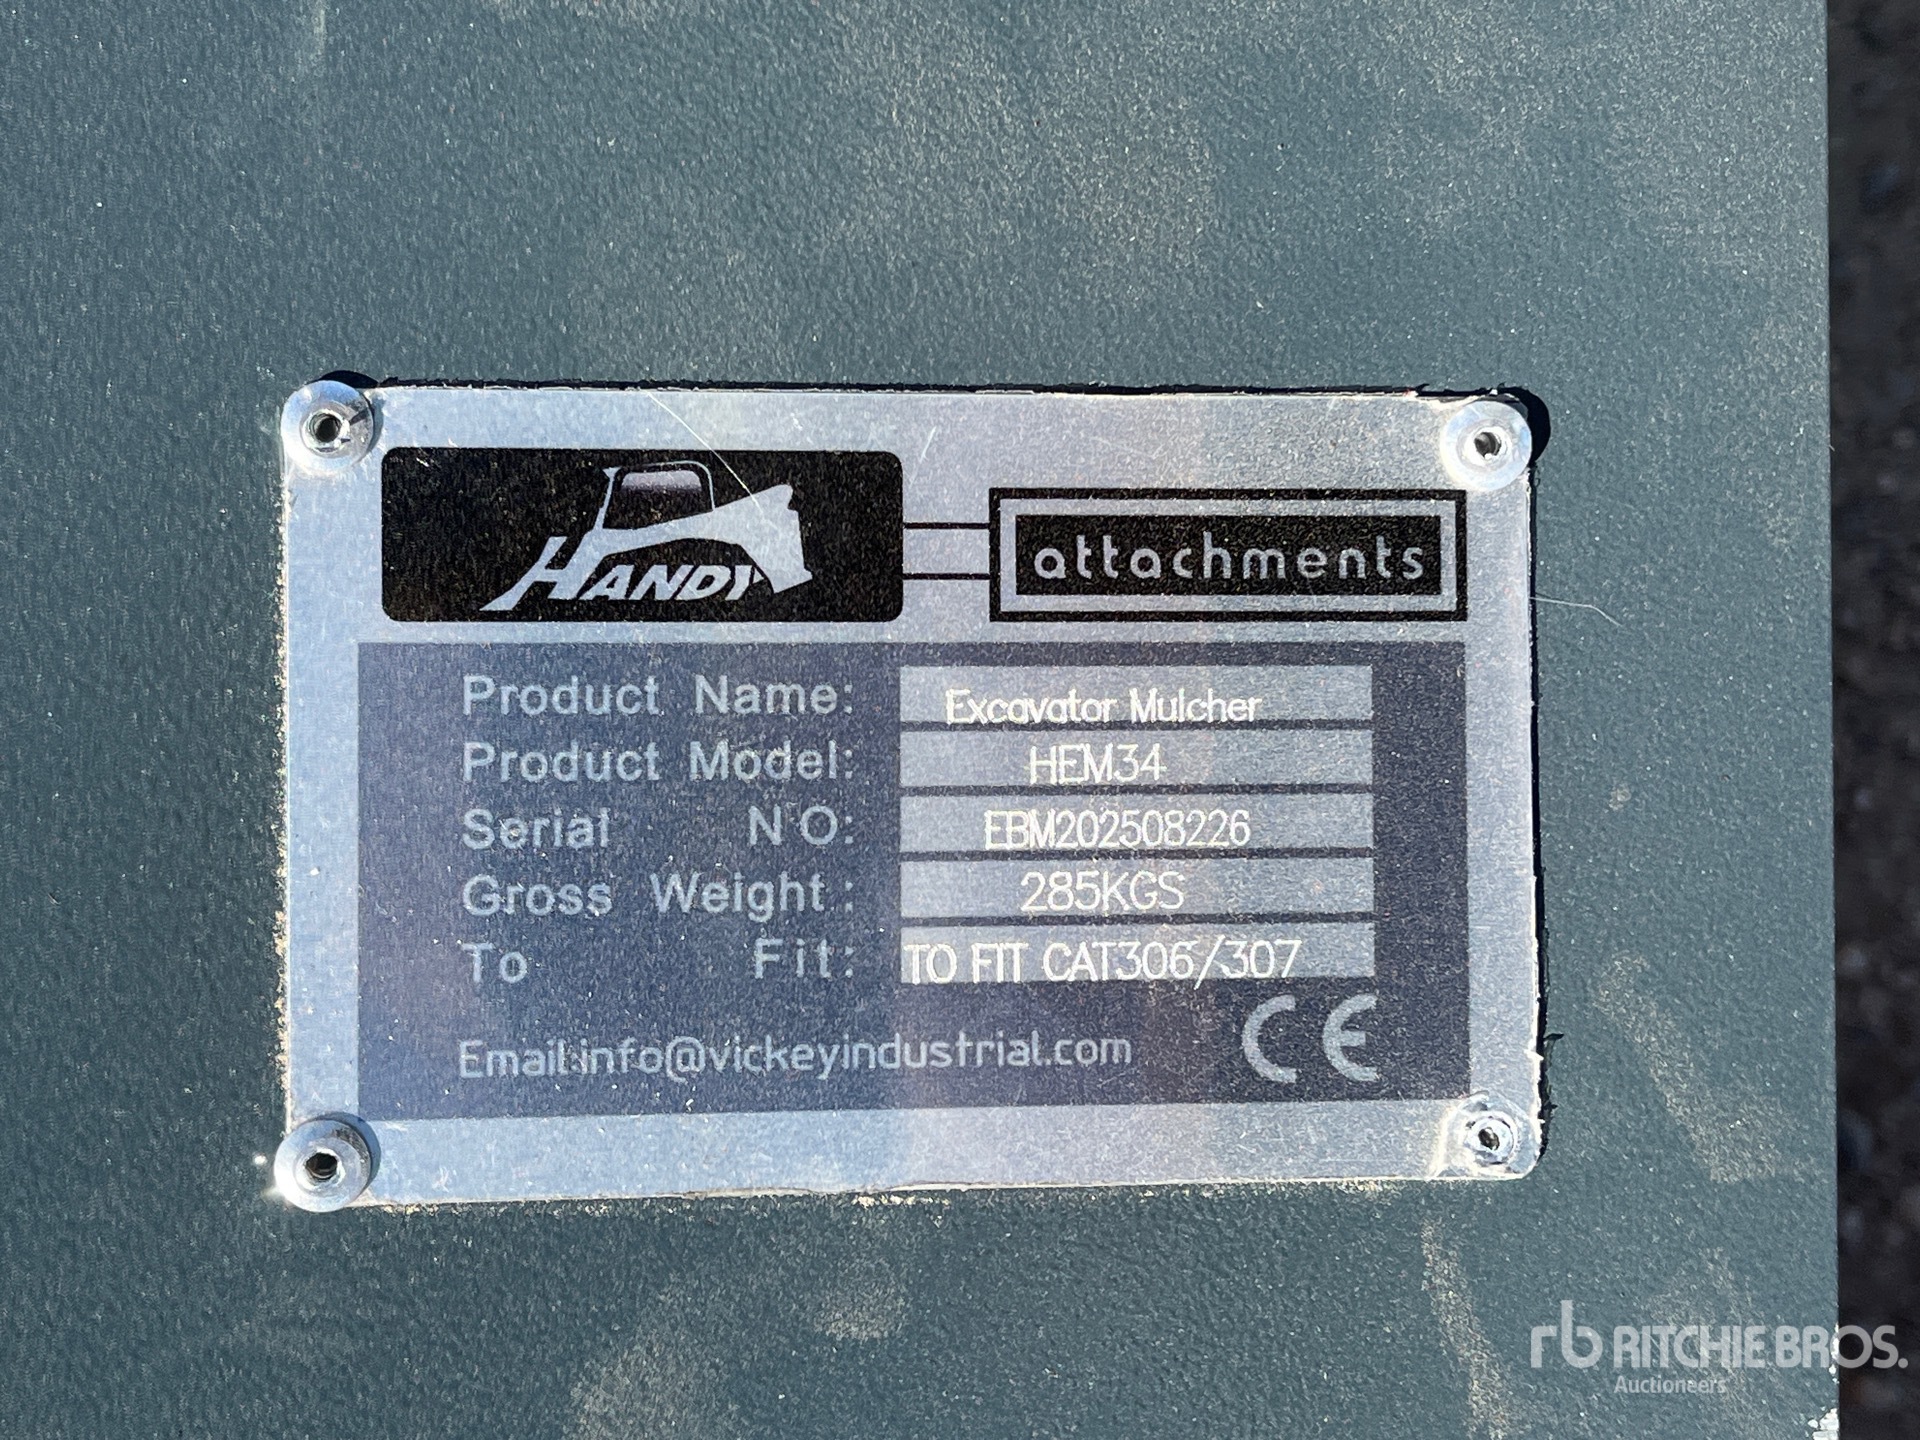 HANDY attachments
Product Name: Excavator Mulcher
Product Model: HEM34
Serial NO: EBM202508226
Gross Weight: 285KGS
To Fit: TO FIT CAT306/307
Email:info@vickeyindustrial.com CE
rb RITCHIE BROS.
Auctioneers